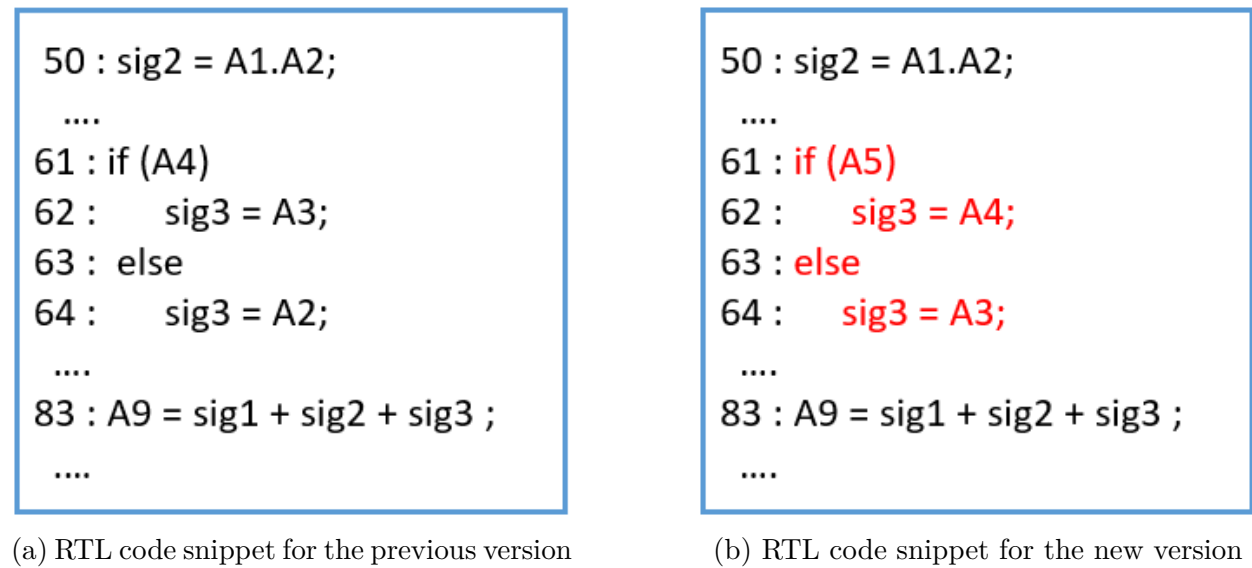 50 : sig2 = A1.A2;
....
61 : if (A4)
62 : sig3 = A3;
63 : else
64 : sig3 = A2;
....
83 : A9 = sig1 + sig2 + sig3 ;
....
(a) RTL code snippet for the previous version
50 : sig2 = A1.A2;
....
61 : if (A5)
62 : sig3 = A4;
63 : else
64 : sig3 = A3;
....
83 : A9 = sig1 + sig2 + sig3 ;
....
(b) RTL code snippet for the new version